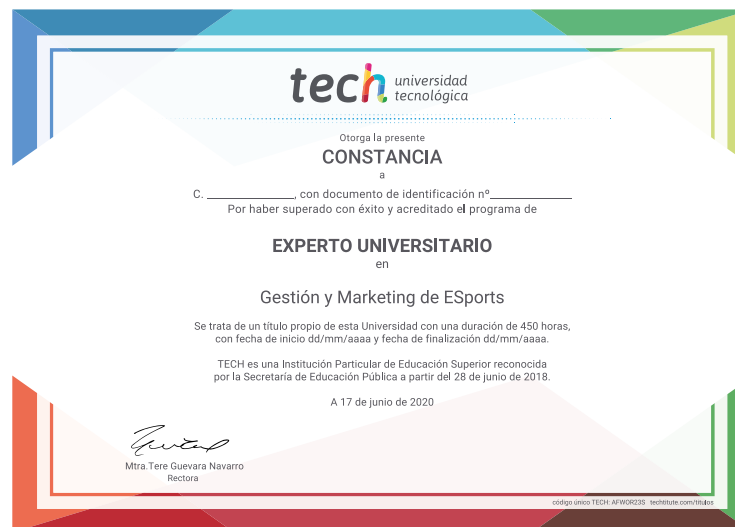 tech universidad
tecnológica
Otorga la presente
CONSTANCIA
a
C. ______________, con documento de identificación nº______________
Por haber superado con éxito y acreditado el programa de
EXPERTO UNIVERSITARIO
en
Gestión y Marketing de ESports
Se trata de un título propio de esta Universidad con una duración de 450 horas,
con fecha de inicio dd/mm/aaaa y fecha de finalización dd/mm/aaaa.
TECH es una Institución Particular de Educación Superior reconocida
por la Secretaría de Educación Pública a partir del 28 de junio de 2018.
A 17 de junio de 2020
Mtra.Tere Guevara Navarro
Rectora
código único TECH: AFWOR23S techtitute.com/titulos